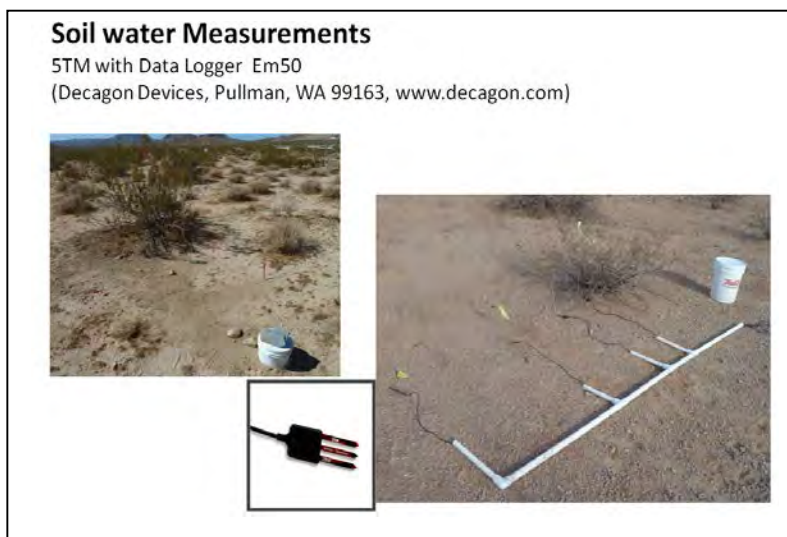 Soil water Measurements
5TM with Data Logger Em50
(Decagon Devices, Pullman, WA 99163, www.decagon.com)